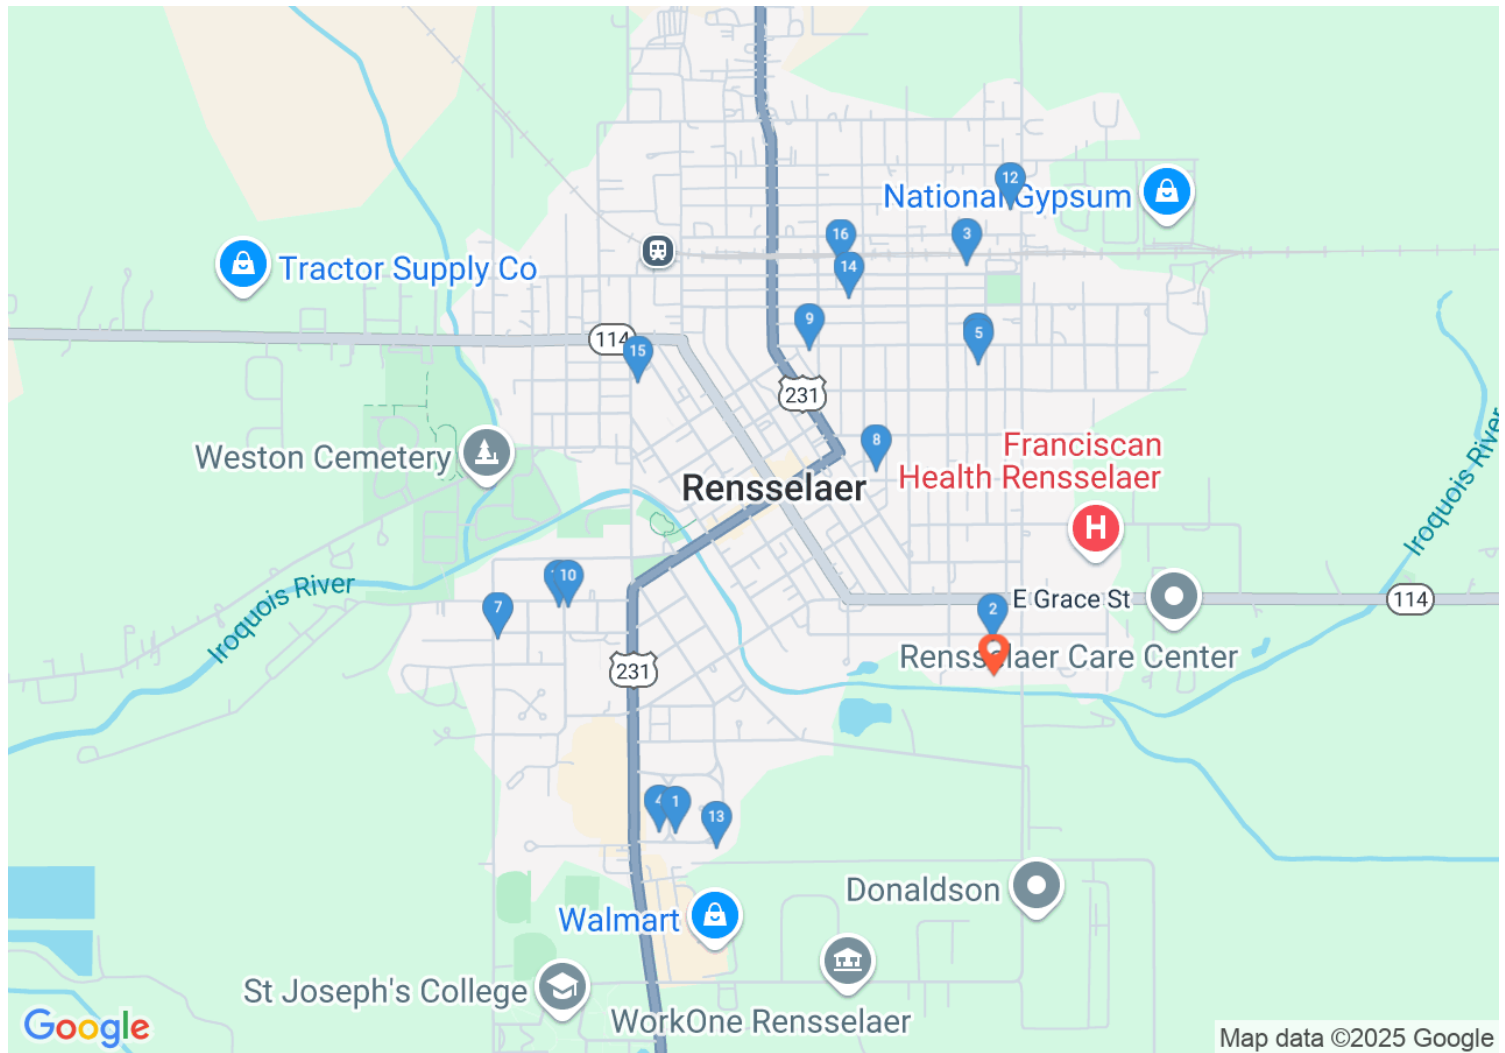 12
National Gypsum
16
3
Tractor Supply Co
14
9
5
114
15
231
8
Weston Cemetery
Franciscan
Health Rensselaer
Rensselaer
Iroquois River
10
Iroquois River
7
2
E Grace St
114
231
Rensselaer Care Center
4
1
13
Donaldson
Walmart
St Joseph's College
WorkOne Rensselaer
Google
Map data ©2025 Google